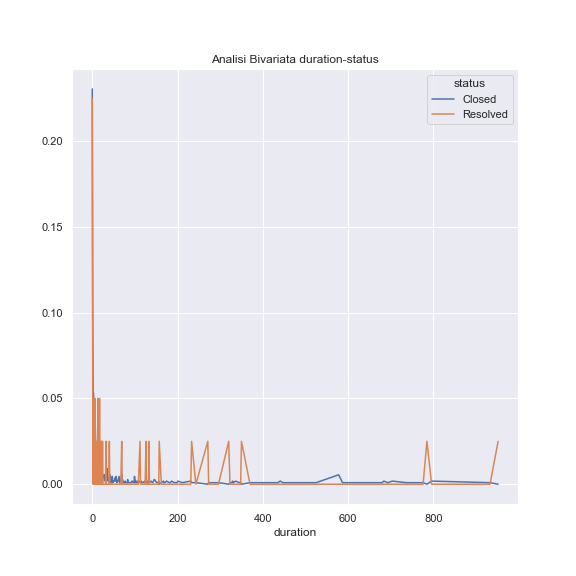 Analisi Bivariata duration-status
status
Closed
Resolved
0.20
0.15
0.10
0.05
0.00
0 200 400 600 800
duration